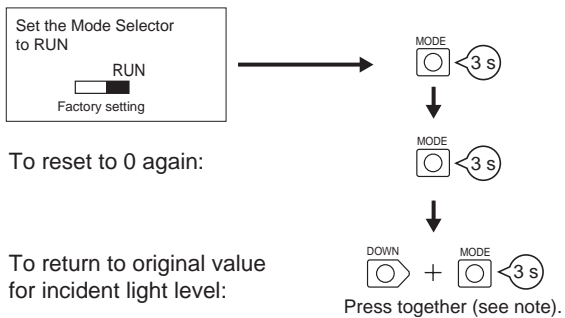 Set the Mode Selector
to RUN
RUN
Factory setting
MODE
3 s
To reset to 0 again:
MODE
3 s
To return to original value
for incident light level:
DOWN
+
MODE
3 s
Press together (see note).